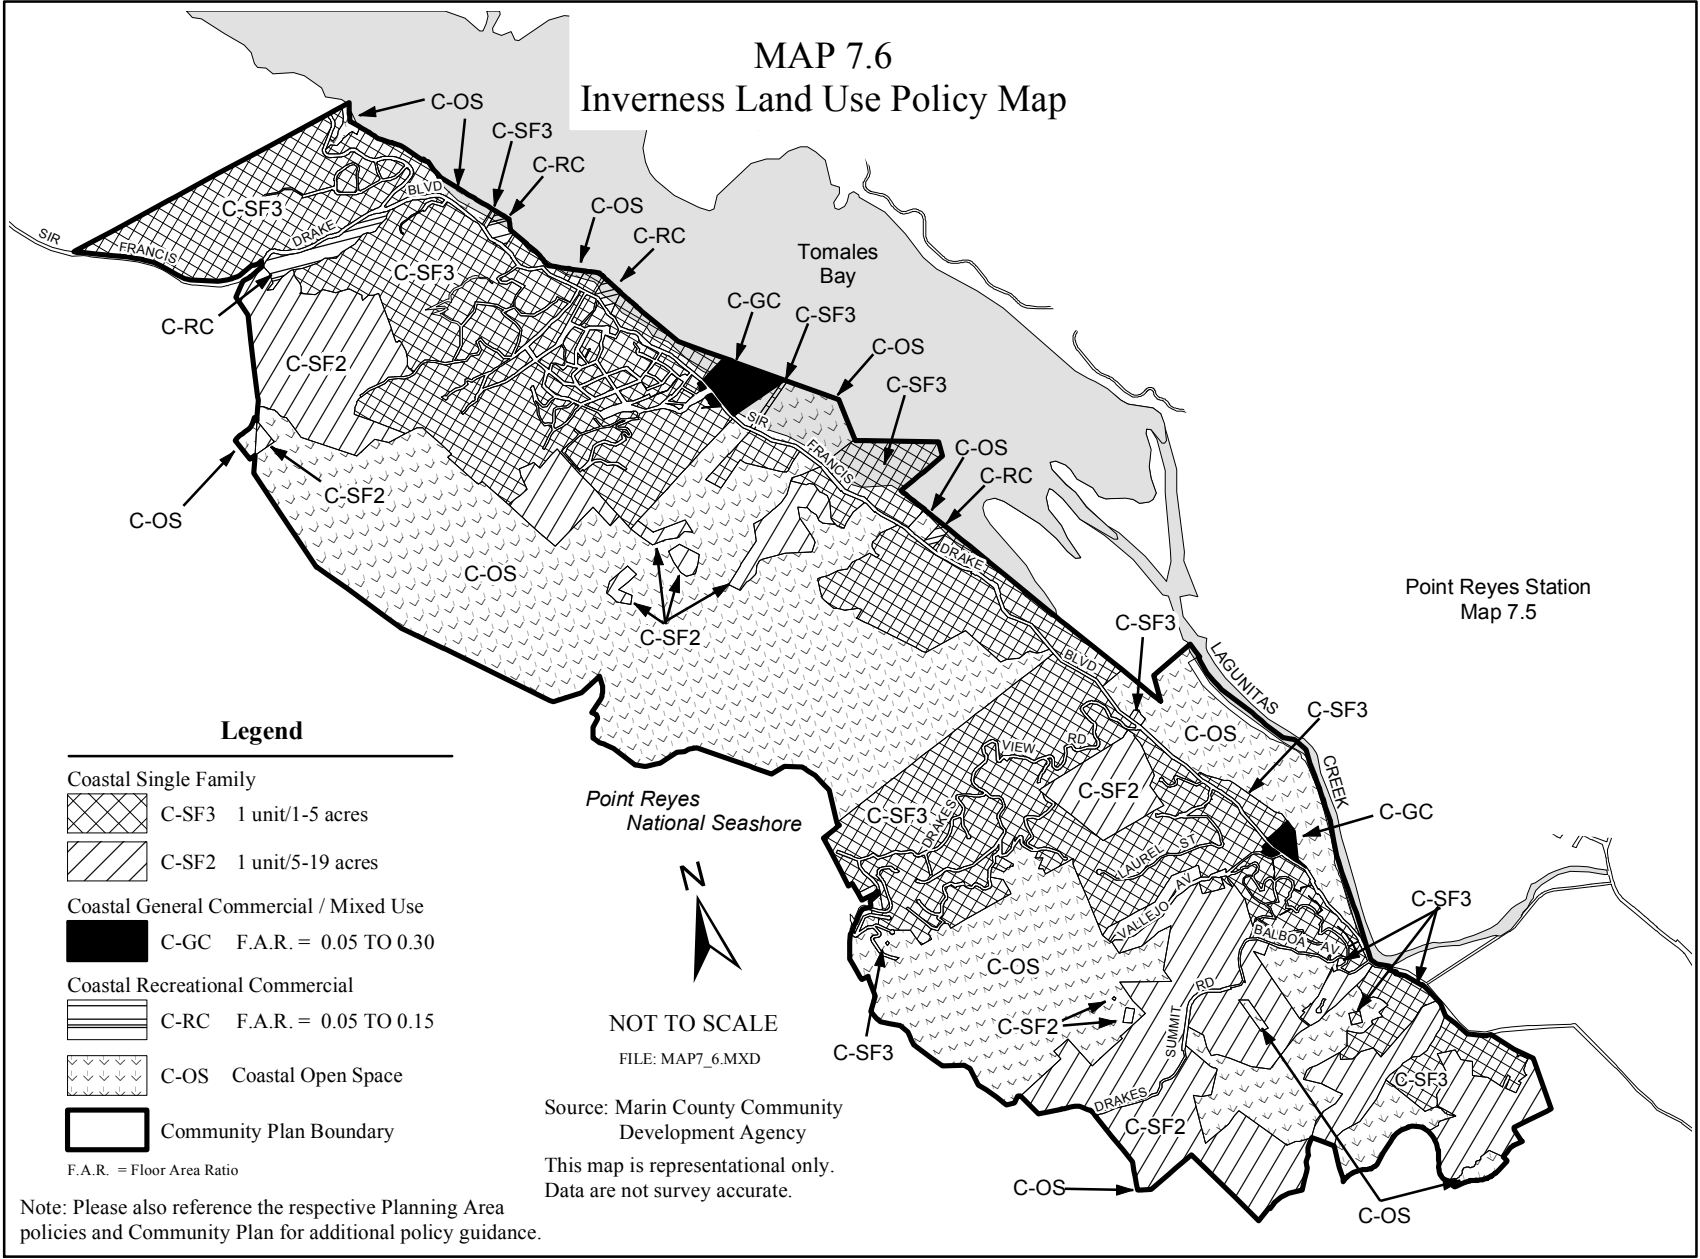 MAP 7.6
Inverness Land Use Policy Map
C-OS
C-SF3
C-RC
C-OS
C-RC
C-SF3
BLVD
DRAKE
SIR
FRANCIS
C-SF3
C-RC
Tomales
Bay
C-GC
C-SF3
C-OS
C-SF3
C-SF2
SIR
FRANCIS
DRAKE
BLVD
C-OS
C-RC
C-OS
C-SF2
C-OS
C-SF2
Point Reyes Station
Map 7.5
C-SF3
LAGUNITAS
CREEK
C-OS
C-SF3
C-GC
VIEW
RD
DRAKES
C-SF3
C-SF2
LAUREL
ST
VALLEJO
AV
BALBOA
AV
C-SF3
C-OS
C-SF2
C-SF3
SUMMIT
RD
DRAKES
C-SF2
C-SF3
C-OS
C-OS
Point Reyes
National Seashore
N
NOT TO SCALE
FILE: MAP7_6.MXD
Source: Marin County Community
Development Agency
This map is representational only.
Data are not survey accurate.
Legend
Coastal Single Family
C-SF3 1 unit/1-5 acres
C-SF2 1 unit/5-19 acres
Coastal General Commercial / Mixed Use
C-GC F.A.R. = 0.05 TO 0.30
Coastal Recreational Commercial
C-RC F.A.R. = 0.05 TO 0.15
C-OS Coastal Open Space
Community Plan Boundary
F.A.R. = Floor Area Ratio
Note: Please also reference the respective Planning Area
policies and Community Plan for additional policy guidance.